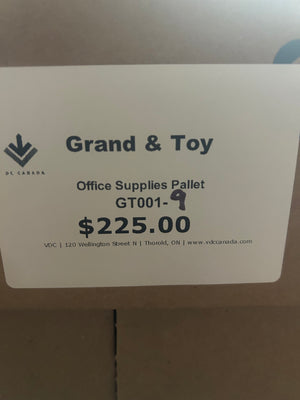 Grand & Toy
DC CANADA
Office Supplies Pallet
GT001-9
$225.00
VDC | 120 Wellington Street N | Thorold, ON | www.vdccanada.com